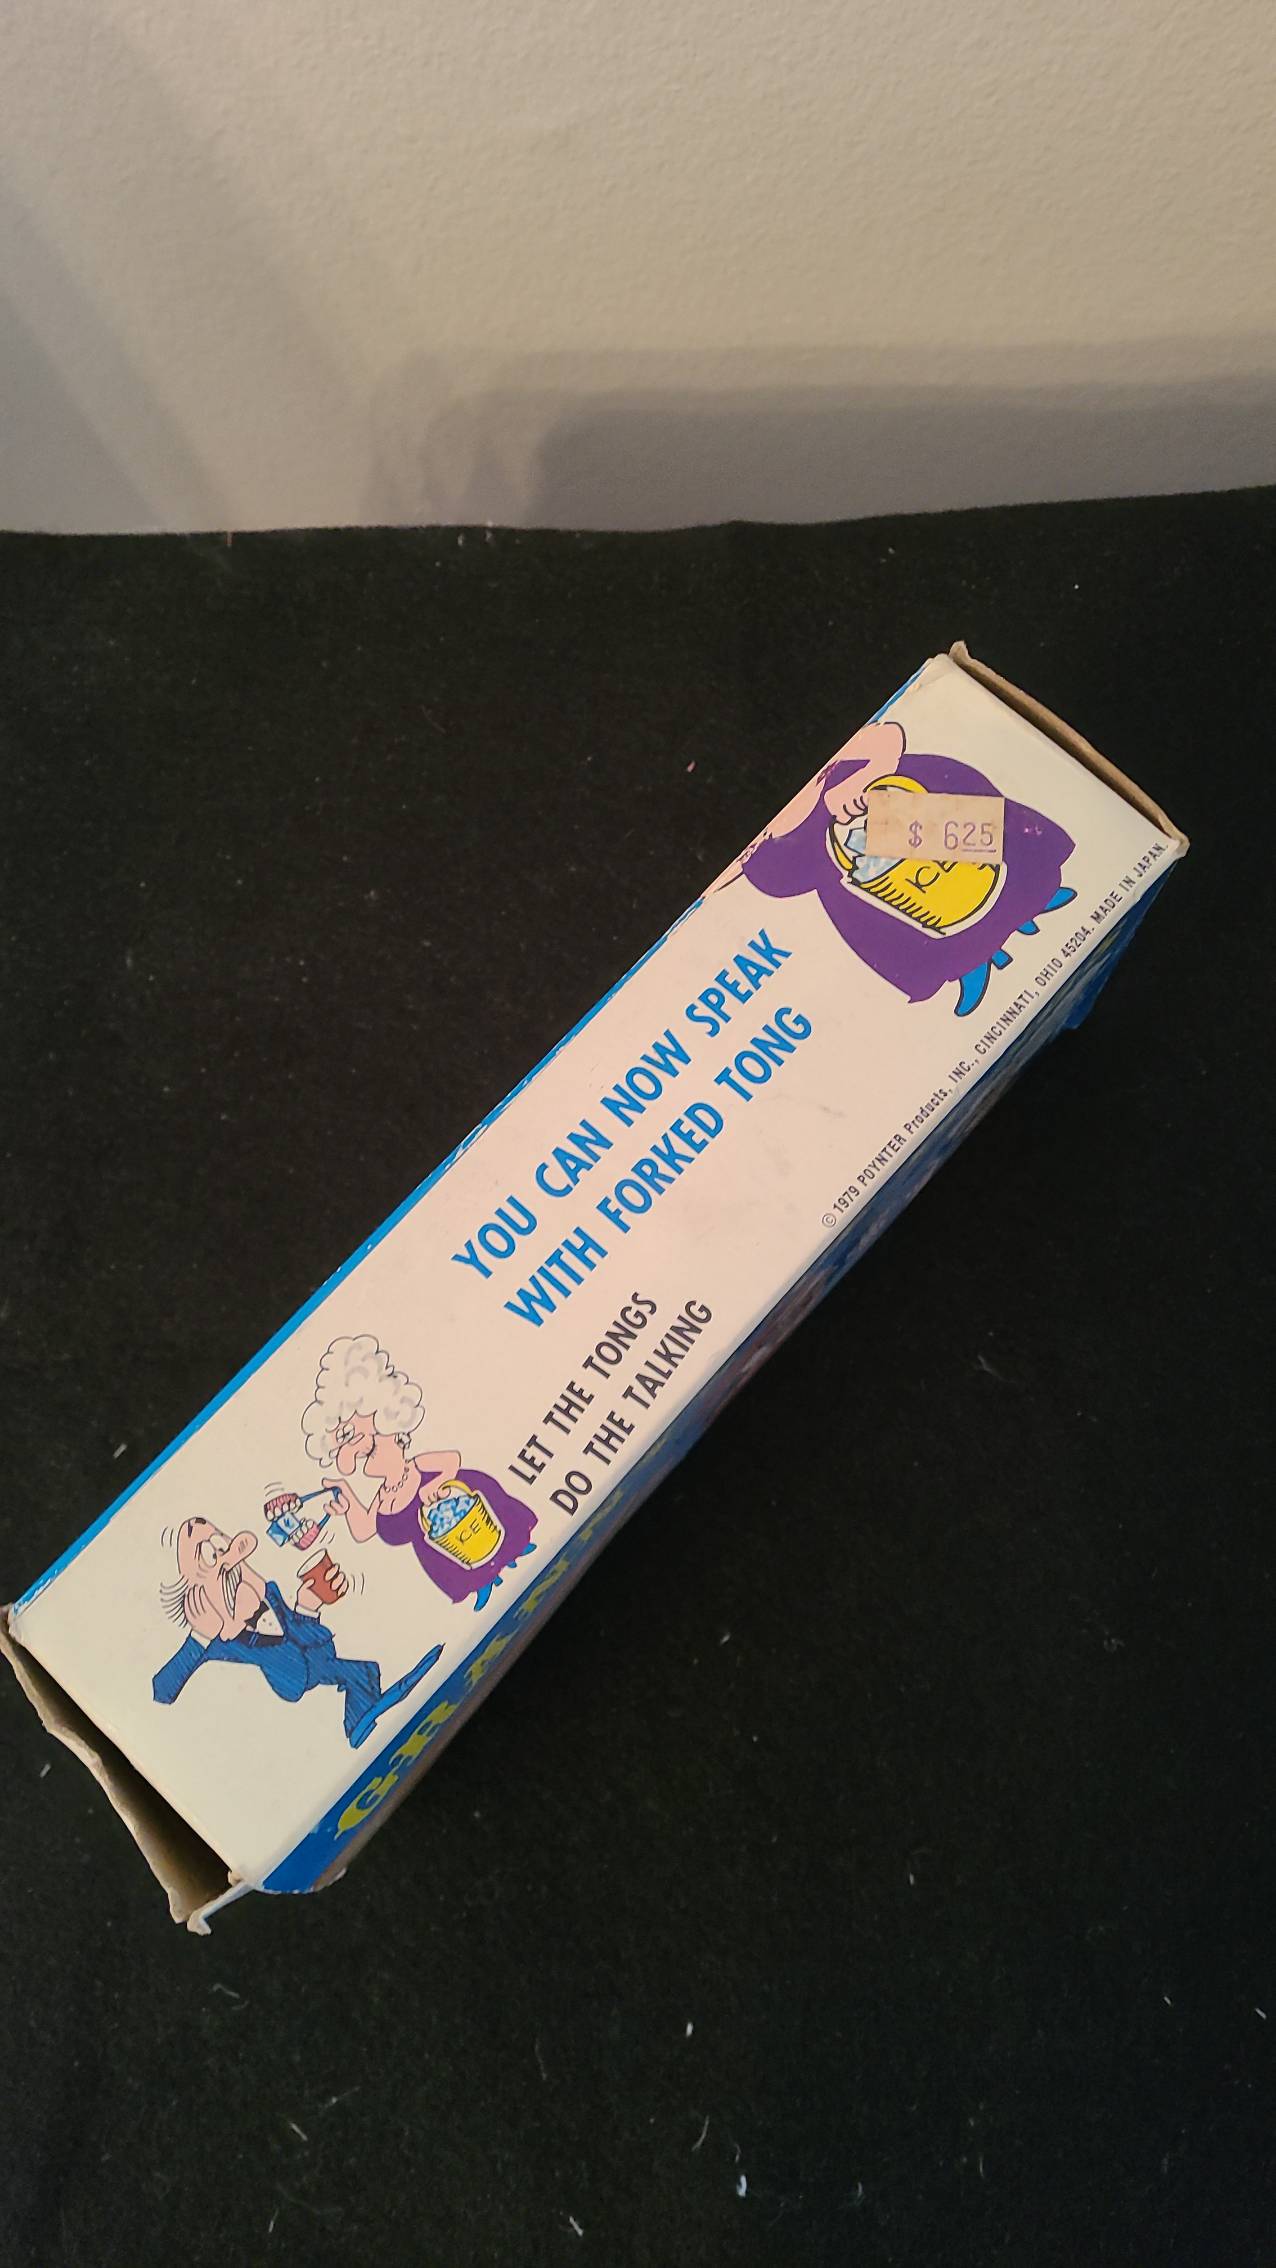 $ 625
ICE
YOU CAN NOW SPEAK
WITH FORKED TONG
LET THE TONGS
DO THE TALKING
ICE
© 1979 POYNTER Products, INC., CINCINNATI, OHIO 45204. MADE IN JAPAN.